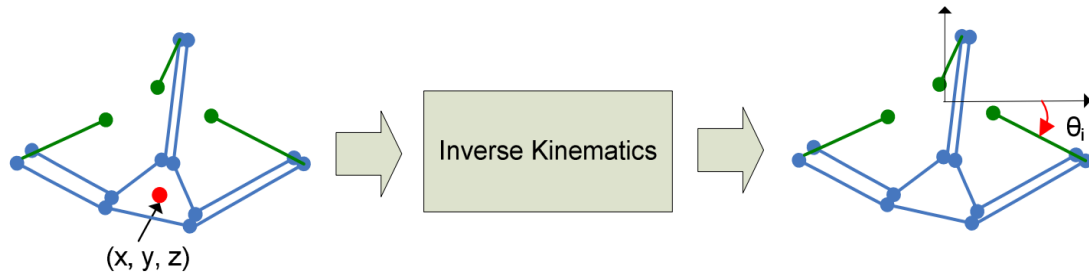 Inverse Kinematics
θi
(x, y, z)